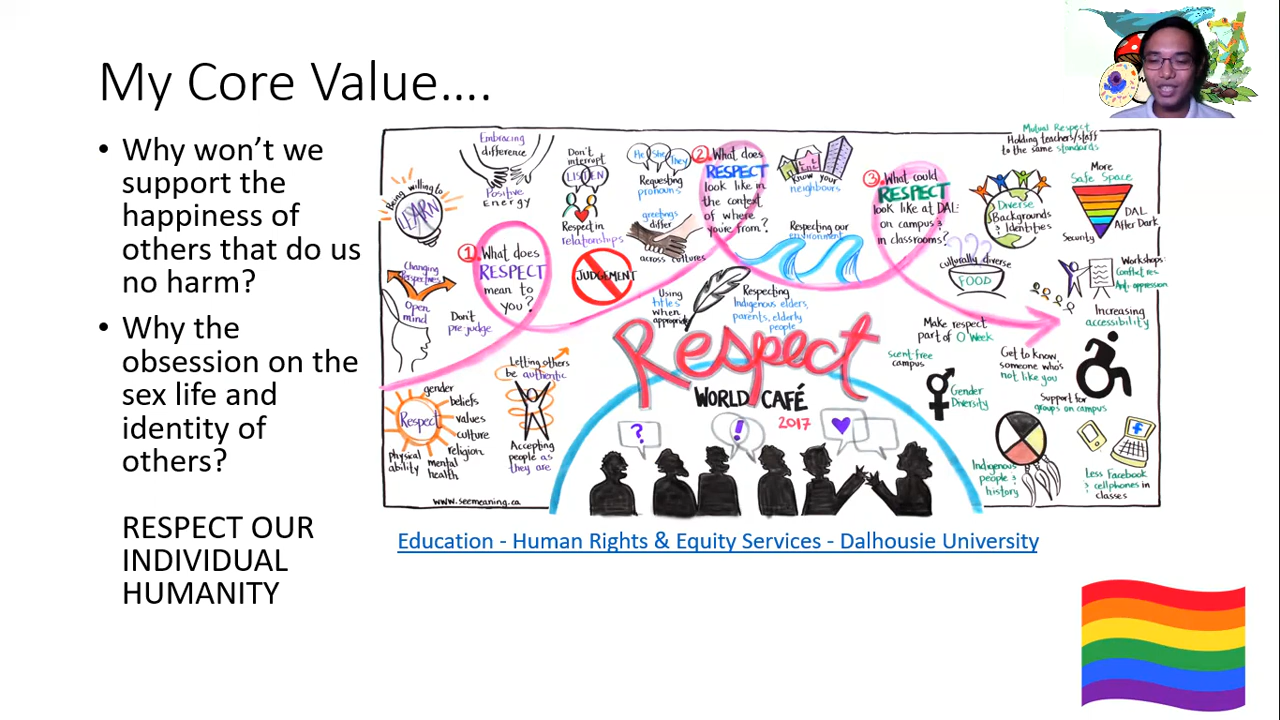 My Core Value….
• Why won’t we
support the
happiness of
others that do us
no harm?
• Why the
obsession on the
sex life and
identity of
others?
RESPECT OUR
INDIVIDUAL
HUMANITY
Being willing to
LEARN
Embracing
difference
Positive
Energy
Don't
interrupt
LISTEN
Respect in
relationships
He She They
Requesting
pronouns
greetings
differ
across cultures
Changing
Perspectives
Open
mind
Don't
pre-judge
1 What does
RESPECT
mean to
you?
JUDGEMENT
2 What does
RESPECT
look like in
the context
of where
you're from?
Know your
neighbours
Respecting our
environment
Using
titles
when
appropriate
Respecting
Indigenous elders,
parents, elderly
people
3 What could
RESPECT
look like at DAL:
on campus &
in classrooms?
Mutual Respect
Holding teachers/staff
to the same standards
Diverse
Backgrounds
& Identities
More
Safe Space
DAL
After Dark
Security
culturally diverse
FOOD
Workshops:
Conflict res.
Anti-oppression
Increasing
accessibility
Make respect
part of O Week
scent-free
campus
Gender
Diversity
Get to know
someone who's
not like you
Support for
groups on campus
Indigenous
people &
history
Less Facebook
& cellphones in
classes
Letting others
be authentic
Accepting
people as
they are
Respect
gender
beliefs
values
culture
religion
mental
health
physical
ability
Respect
WORLD CAFÉ
2017
? ! 
www.seemeaning.ca
Education - Human Rights & Equity Services - Dalhousie University